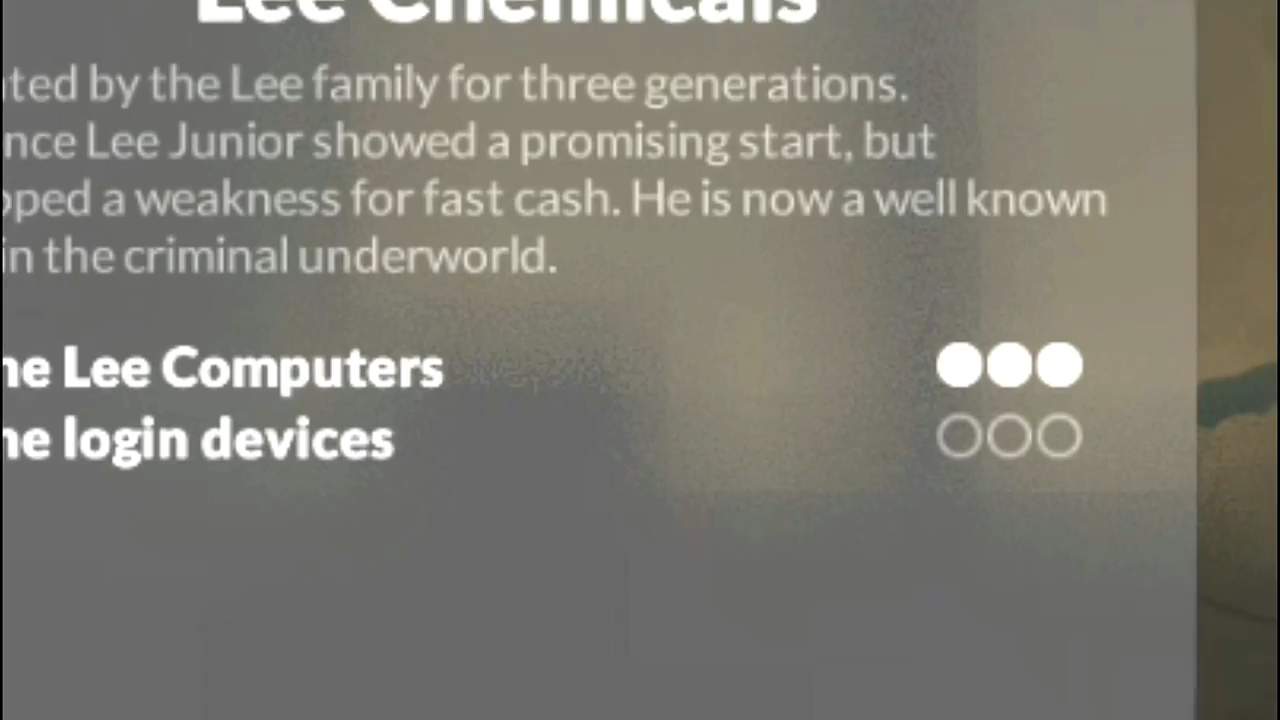 Lee Chemicals
ated by the Lee family for three generations.
nce Lee Junior showed a promising start, but
oped a weakness for fast cash. He is now a well known
in the criminal underworld.
he Lee Computers
he login devices